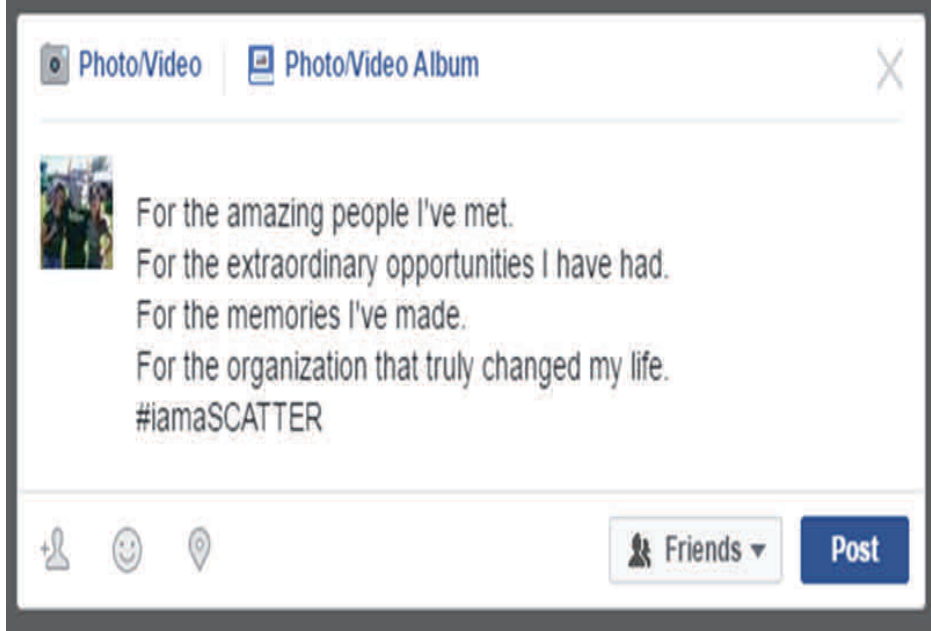 Photo/Video Photo/Video Album
For the amazing people I've met.
For the extraordinary opportunities I have had.
For the memories I've made.
For the organization that truly changed my life.
#iamaSCATTER
Friends Post